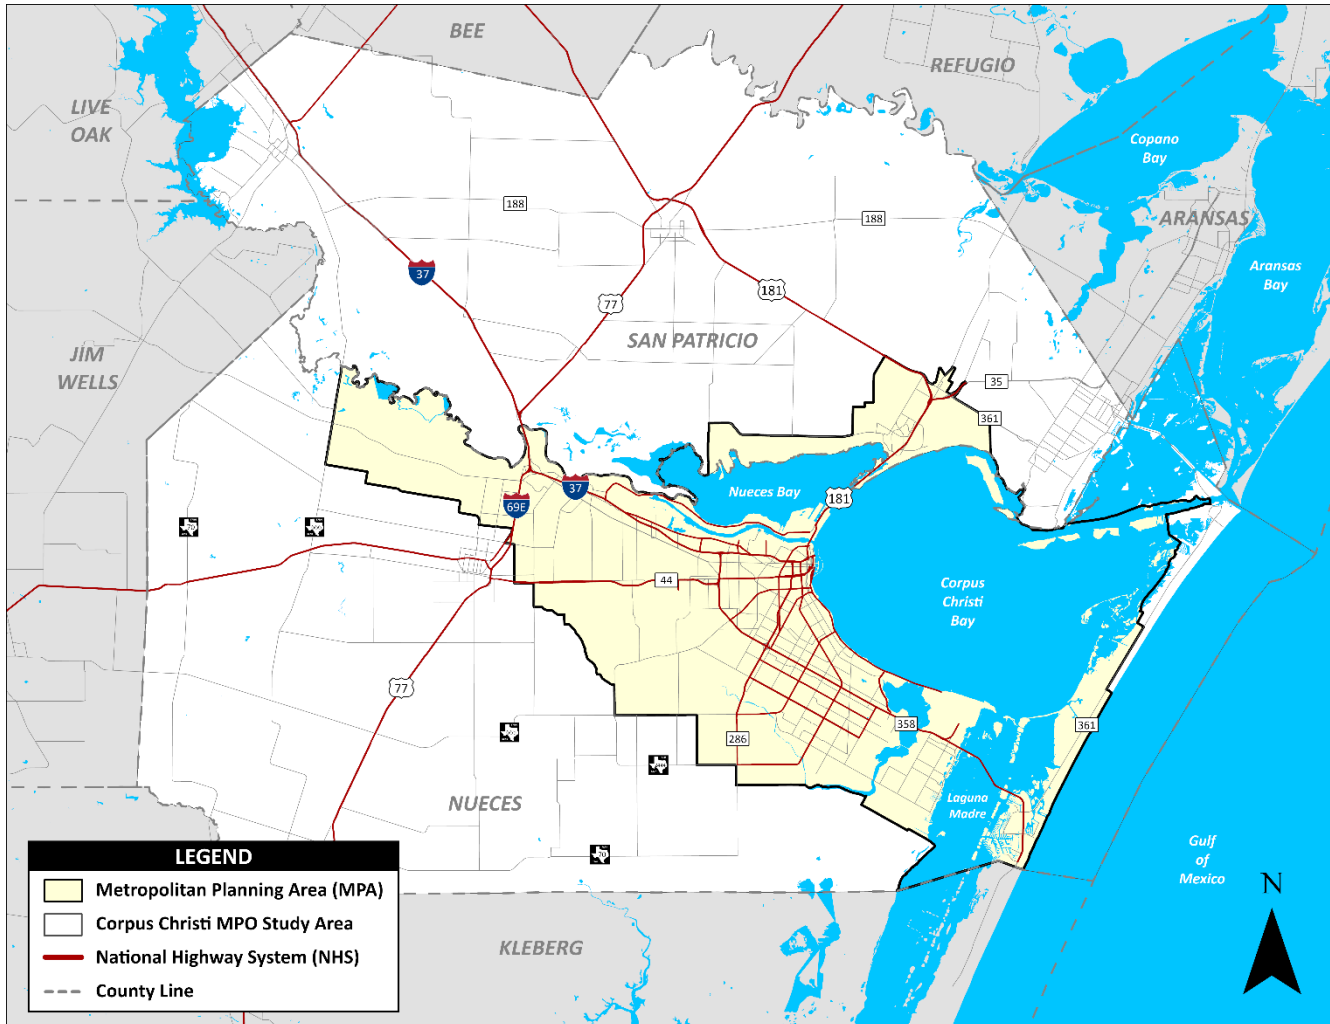 BEE
REFUGIO
LIVE
OAK
Copano
Bay
188
188
ARANSAS
37
Aransas
Bay
181
77
SAN PATRICIO
JIM
WELLS
35
361
Nueces Bay
181
37
69E
44
Corpus
Christi
Bay
77
358
361
286
NUECES
Laguna
Madre
Gulf
of
Mexico
LEGEND
Metropolitan Planning Area (MPA)
Corpus Christi MPO Study Area
National Highway System (NHS)
County Line
KLEBERG
N